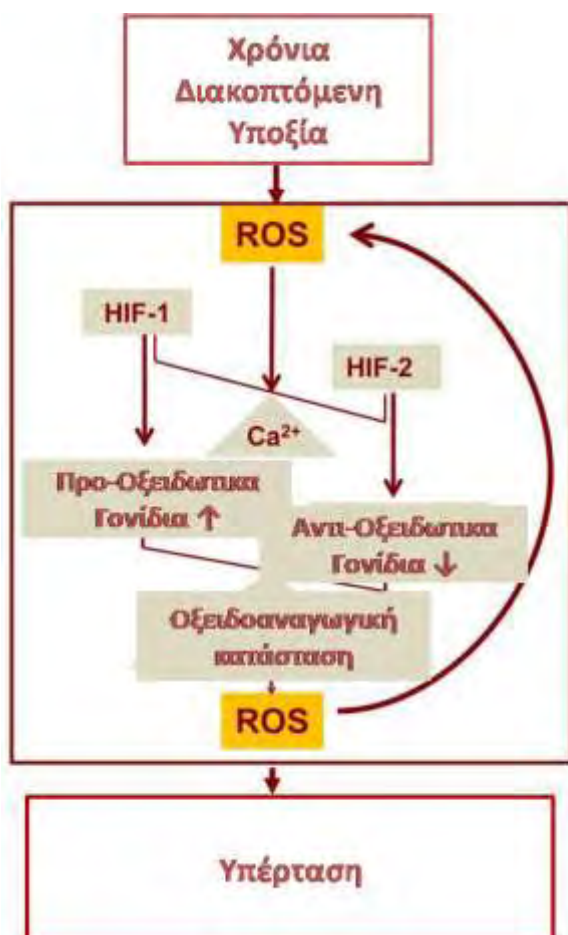 Χρόνια
Διακοπτόμενη
Υποξία
ROS
HIF-1
HIF-2
Ca²⁺
Προ-Οξειδωτικα
Γονίδια ↑
Αντι-Οξειδωτικα
Γονίδια ↓
Οξειδοαναγωγική
κατάσταση
ROS
Υπέρταση